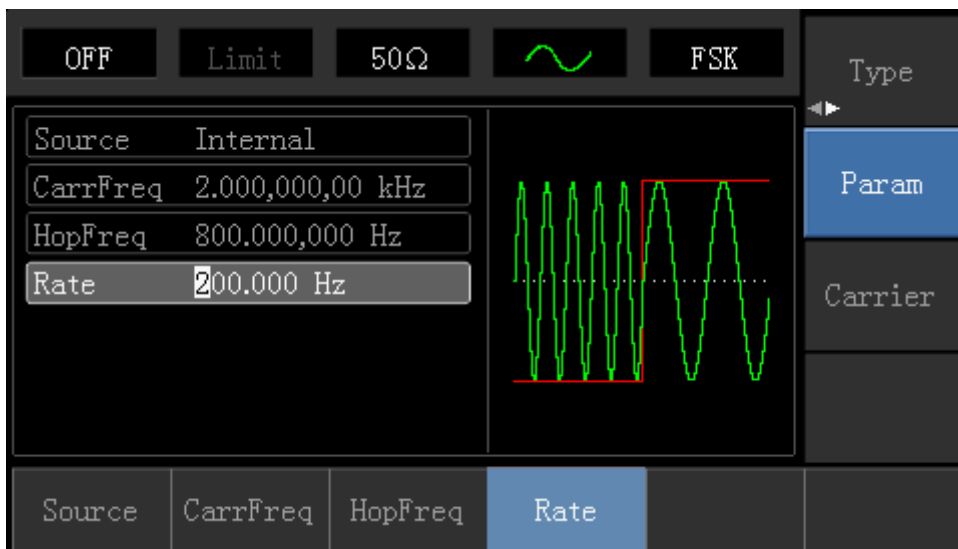 OFF Limit 50Ω FSK
Type
Source Internal
CarrFreq 2.000,000,00 kHz
HopFreq 800.000,000 Hz
Rate 200.000 Hz
Param
Carrier
Source CarrFreq HopFreq Rate